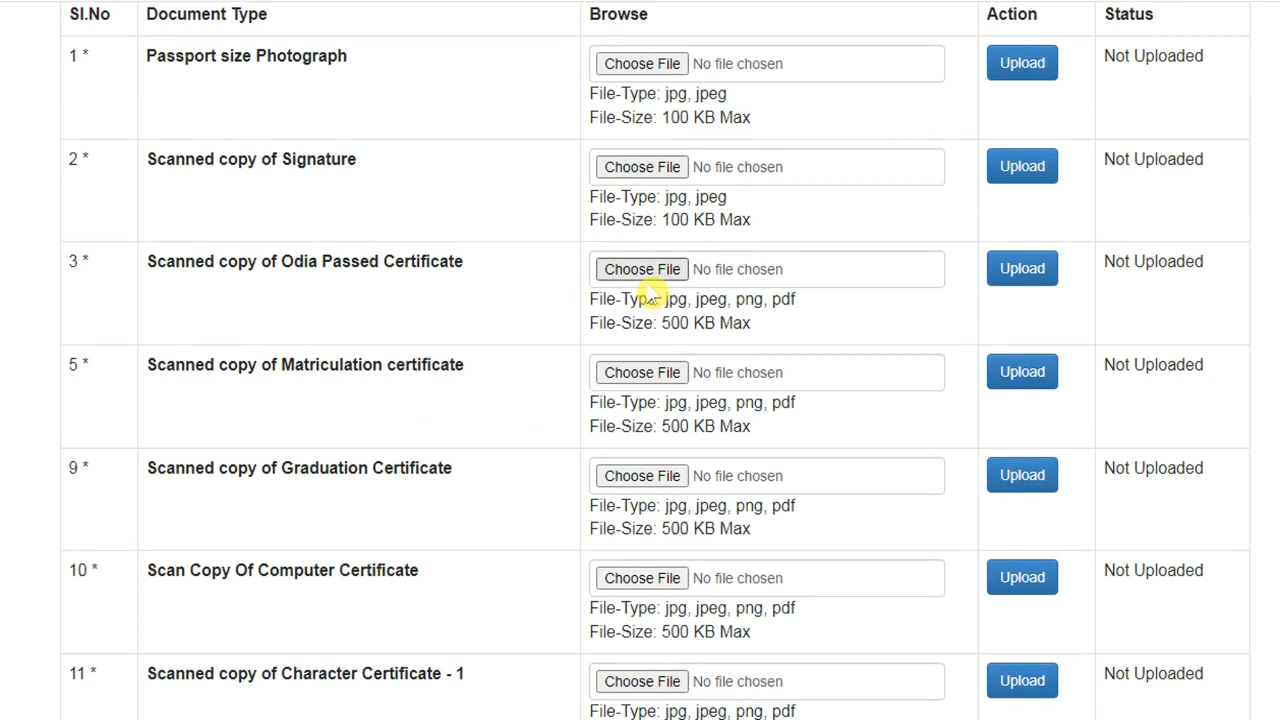 Sl.No Document Type Browse Action Status
1 * Passport size Photograph Choose File No file chosen Upload Not Uploaded
File-Type: jpg, jpeg
File-Size: 100 KB Max
2 * Scanned copy of Signature Choose File No file chosen Upload Not Uploaded
File-Type: jpg, jpeg
File-Size: 100 KB Max
3 * Scanned copy of Odia Passed Certificate Choose File No file chosen Upload Not Uploaded
File-Type: jpg, jpeg, png, pdf
File-Size: 500 KB Max
5 * Scanned copy of Matriculation certificate Choose File No file chosen Upload Not Uploaded
File-Type: jpg, jpeg, png, pdf
File-Size: 500 KB Max
9 * Scanned copy of Graduation Certificate Choose File No file chosen Upload Not Uploaded
File-Type: jpg, jpeg, png, pdf
File-Size: 500 KB Max
10 * Scan Copy Of Computer Certificate Choose File No file chosen Upload Not Uploaded
File-Type: jpg, jpeg, png, pdf
File-Size: 500 KB Max
11 * Scanned copy of Character Certificate - 1 Choose File No file chosen Upload Not Uploaded
File-Type: jpg, jpeg, png, pdf